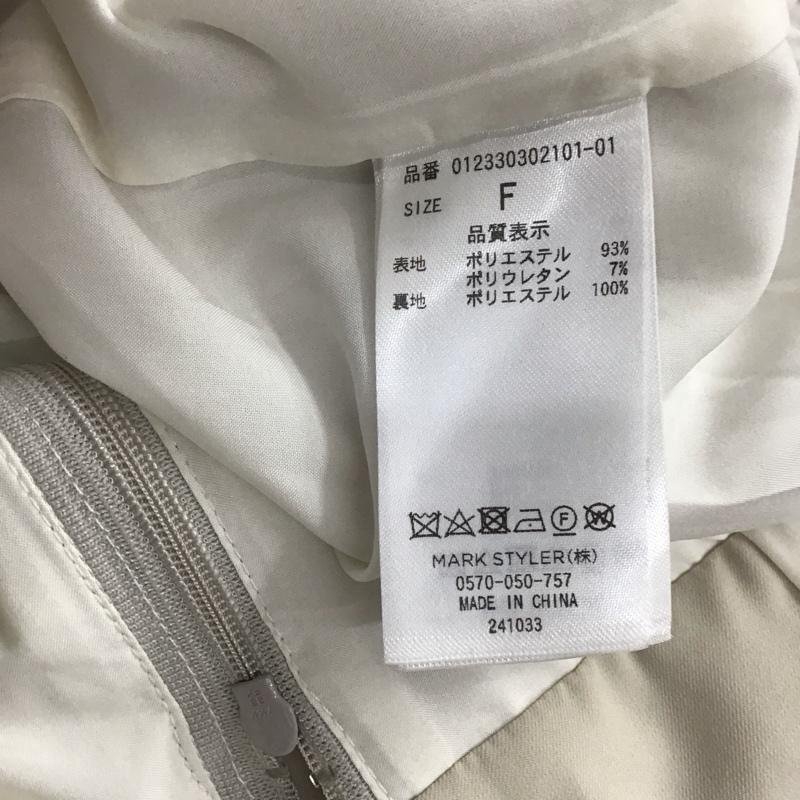 品番 012330302101-01
SIZE F
品質表示
表地 ポリエステル 93%
ポリウレタン 7%
裏地 ポリエステル 100%
F W
MARK STYLER(株)
0570-050-757
MADE IN CHINA
241033